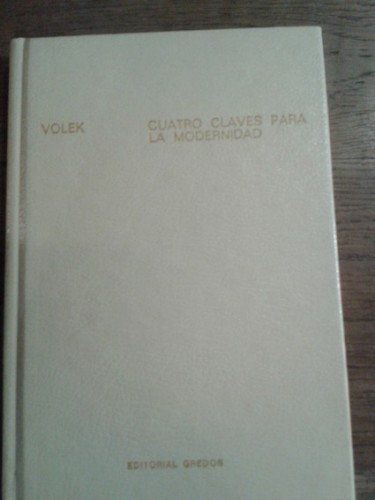 VOLEK
CUATRO CLAVES PARA
LA MODERNIDAD
EDITORIAL GREDOS